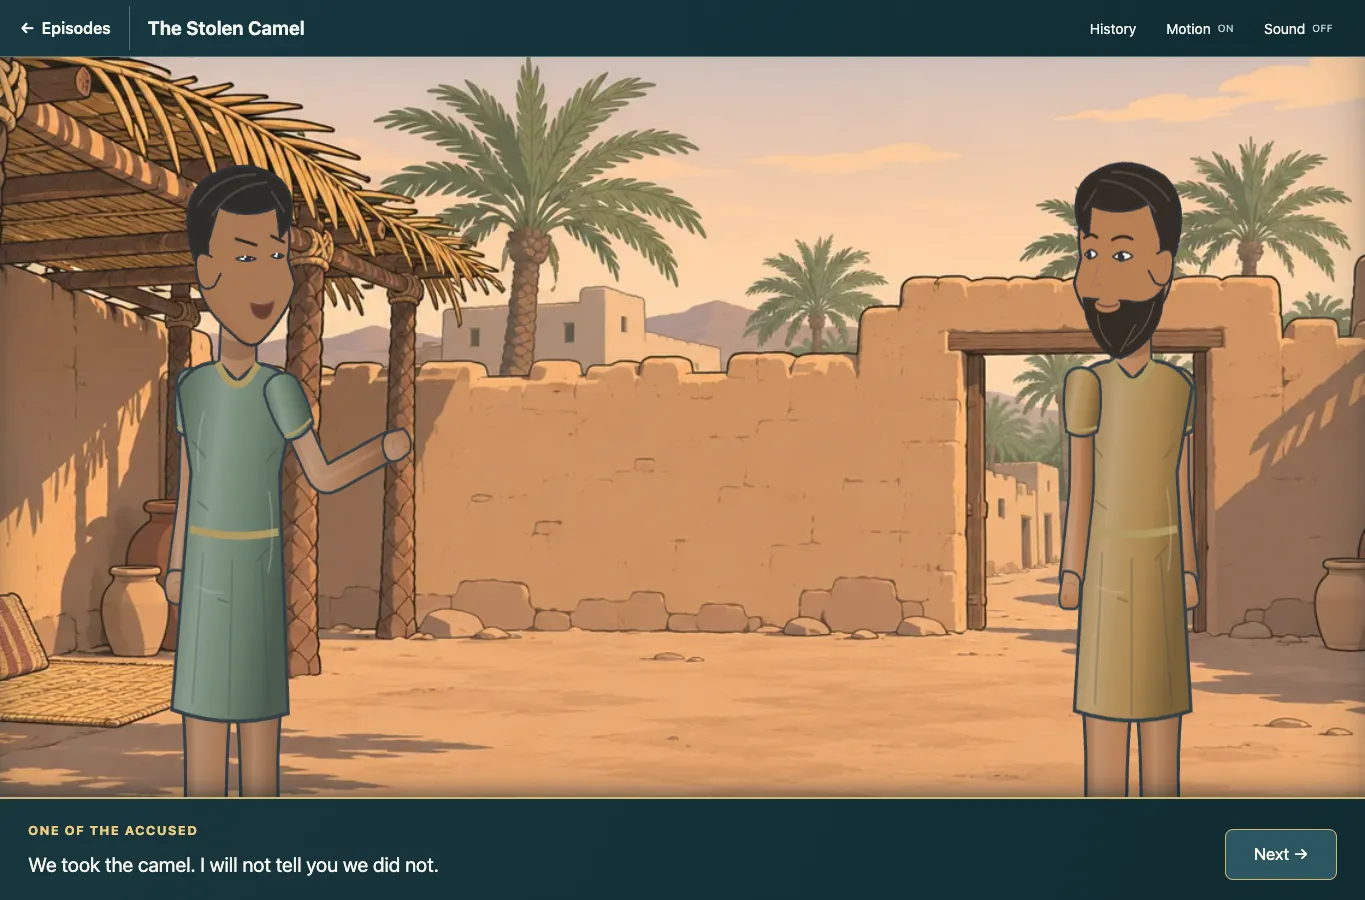 ← Episodes
The Stolen Camel
History
Motion ON
Sound OFF
ONE OF THE ACCUSED
We took the camel. I will not tell you we did not.
Next →